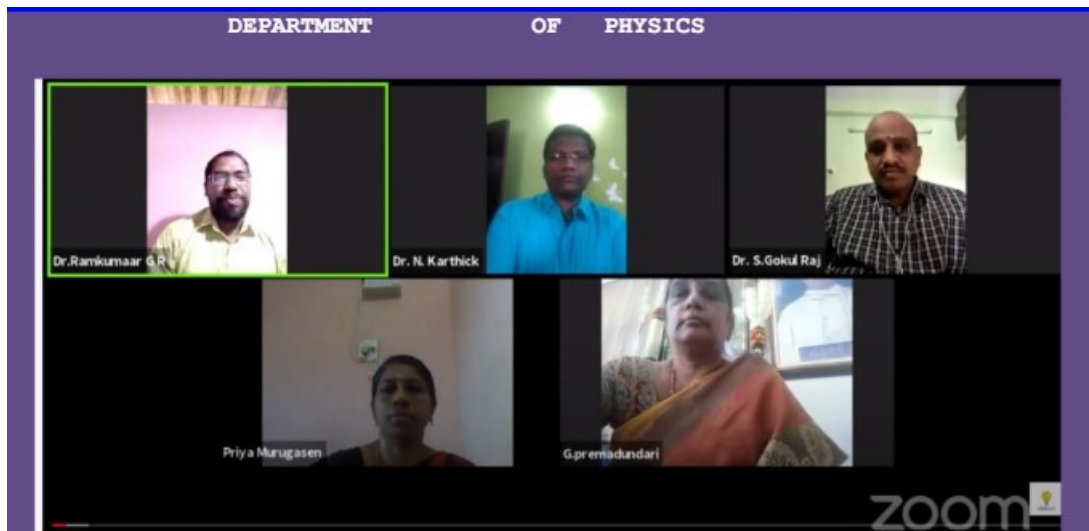 DEPARTMENT OF PHYSICS
Dr.Ramkumaar G R
Dr. N. Karthick
Dr. S.Gokul Raj
Priya Murugasen
G.premadundari
zoom